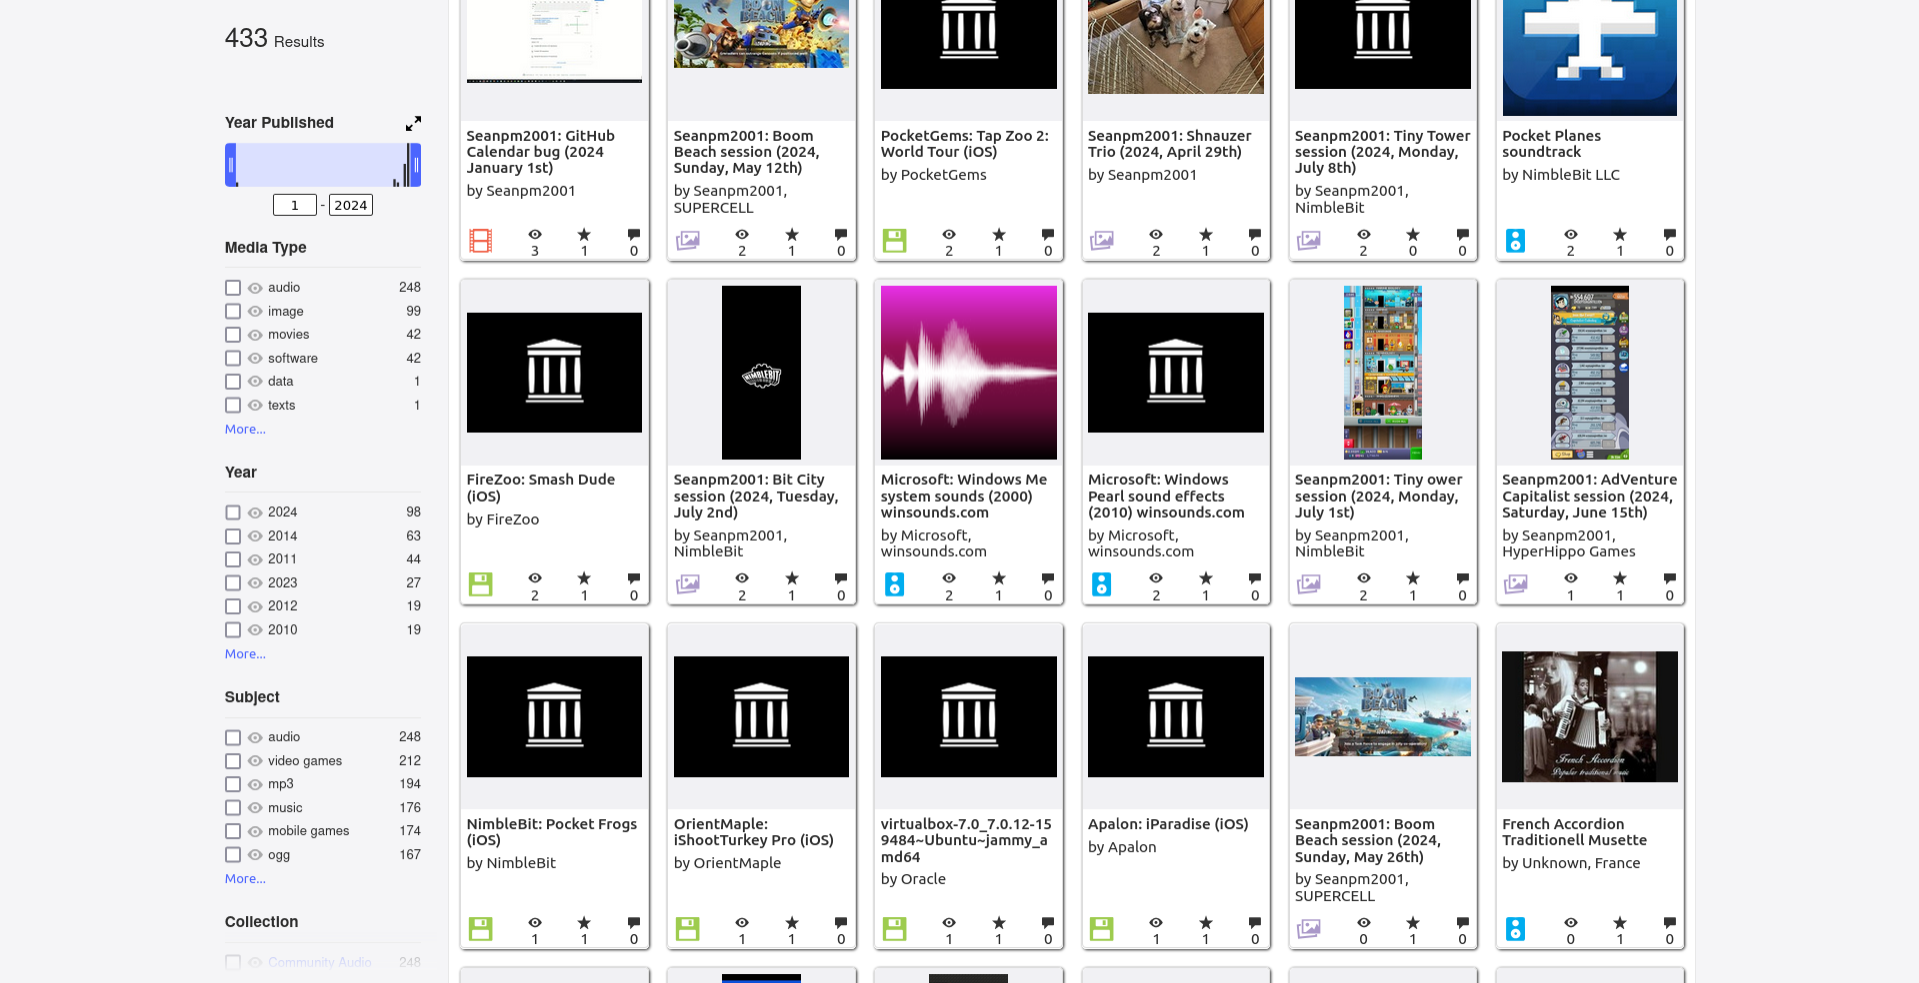 433 Results
Year Published
1 - 2024
Media Type
audio 248
image 99
movies 42
software 42
data 1
texts 1
More...
Year
2024 98
2014 63
2011 44
2023 27
2012 19
2010 19
More...
Subject
audio 248
video games 212
mp3 194
music 176
mobile games 174
ogg 167
More...
Collection
Community Audio 248
Seanpm2001: GitHub
Calendar bug (2024
January 1st)
by Seanpm2001
3 1 0
BOOM
BEACH
Seanpm2001: Boom
Beach session (2024,
Sunday, May 12th)
by Seanpm2001,
SUPERCELL
2 1 0
PocketGems: Tap Zoo 2:
World Tour (iOS)
by PocketGems
2 1 0
Seanpm2001: Shnauzer
Trio (2024, April 29th)
by Seanpm2001
2 1 0
Seanpm2001: Tiny Tower
session (2024, Monday,
July 8th)
by Seanpm2001,
NimbleBit
2 0 0
Pocket Planes
soundtrack
by NimbleBit LLC
2 1 0
FireZoo: Smash Dude
(iOS)
by FireZoo
2 1 0
NIMBLEBIT
Seanpm2001: Bit City
session (2024, Tuesday,
July 2nd)
by Seanpm2001,
NimbleBit
2 1 0
Microsoft: Windows Me
system sounds (2000)
winsounds.com
by Microsoft,
winsounds.com
2 1 0
Microsoft: Windows
Pearl sound effects
(2010) winsounds.com
by Microsoft,
winsounds.com
2 1 0
Seanpm2001: Tiny ower
session (2024, Monday,
July 1st)
by Seanpm2001,
NimbleBit
2 1 0
Seanpm2001: AdVenture
Capitalist session (2024,
Saturday, June 15th)
by Seanpm2001,
HyperHippo Games
1 1 0
NimbleBit: Pocket Frogs
(iOS)
by NimbleBit
1 1 0
OrientMaple:
iShootTurkey Pro (iOS)
by OrientMaple
1 1 0
virtualbox-7.0_7.0.12-15
9484~Ubuntu~jammy_a
md64
by Oracle
1 1 0
Apalon: iParadise (iOS)
by Apalon
1 1 0
BOOM
BEACH
Seanpm2001: Boom
Beach session (2024,
Sunday, May 26th)
by Seanpm2001,
SUPERCELL
0 1 0
French Accordion
Popular traditional music
French Accordion
Traditionell Musette
by Unknown, France
0 1 0